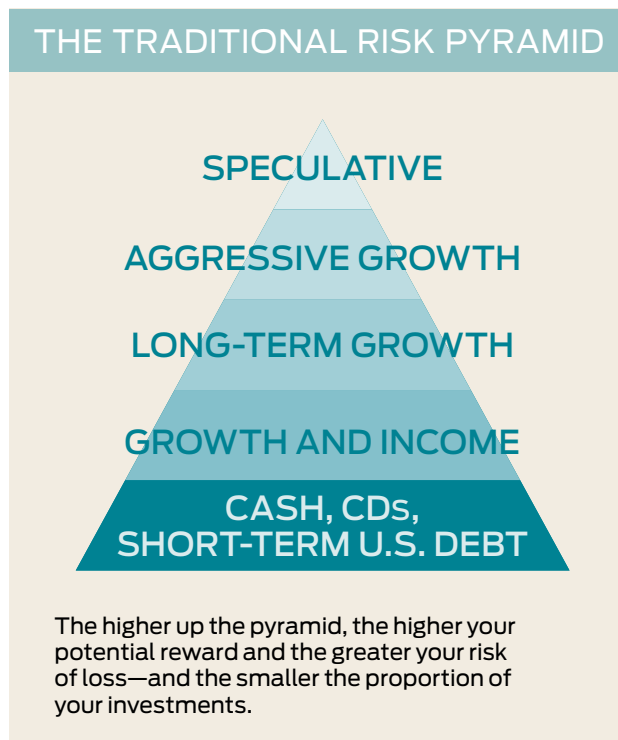 THE TRADITIONAL RISK PYRAMID
SPECULATIVE
AGGRESSIVE GROWTH
LONG-TERM GROWTH
GROWTH AND INCOME
CASH, CDs,
SHORT-TERM U.S. DEBT
The higher up the pyramid, the higher your
potential reward and the greater your risk
of loss—and the smaller the proportion of
your investments.